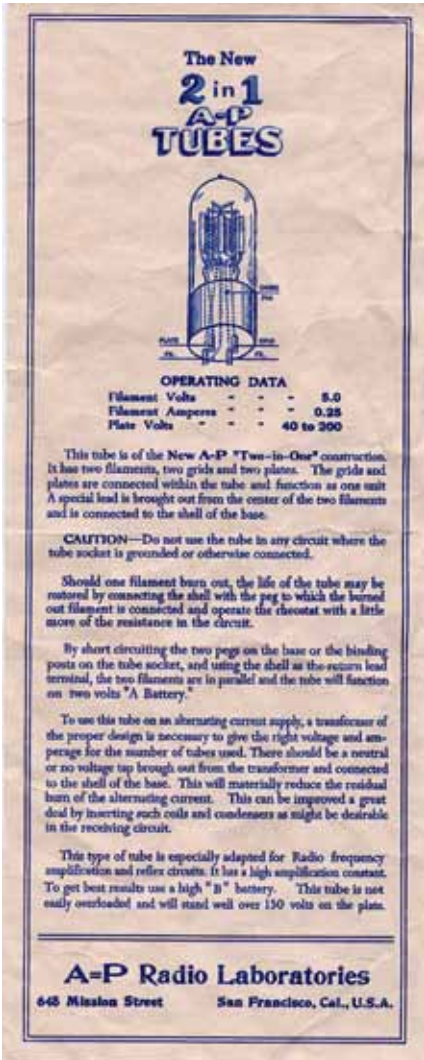 The New
2 in 1
A-P
TUBES
PLATE
GRID
FIL.
FIL.
OPERATING DATA
Filament Volts - - - 5.0
Filament Amperes - - - 0.25
Plate Volts - - - 40 to 200
This tube is of the New A-P "Two-in-One" construction.
It has two filaments, two grids and two plates. The grids and
plates are connected within the tube and function as one unit
A special lead is brought out from the center of the two filaments
and is connected to the shell of the base.
CAUTION—Do not use the tube in any circuit where the
tube socket is grounded or otherwise connected.
Should one filament burn out, the life of the tube may be
restored by connecting the shell with the peg to which the burned
out filament is connected and operate the rheostat with a little
more of the resistance in the circuit.
By short circuiting the two pegs on the base or the binding
posts on the tube socket, and using the shell as the return lead
terminal, the two filaments are in parallel and the tube will function
on two volts "A Battery."
To use this tube on an alternating current supply, a transformer of
the proper design is necessary to give the right voltage and am-
perage for the number of tubes used. There should be a neutral
or no voltage tap brough out from the transformer and connected
to the shell of the base. This will materially reduce the residual
hum of the alternating current. This can be improved a great
deal by inserting such coils and condensers as might be desirable
in the receiving circuit.
This type of tube is especially adapted for Radio frequency
amplification and reflex circuits. It has a high amplification constant.
To get best results use a high "B" battery. This tube is not
easily overloaded and will stand well over 150 volts on the plate.
A=P Radio Laboratories
648 Mission Street San Francisco, Cal., U.S.A.